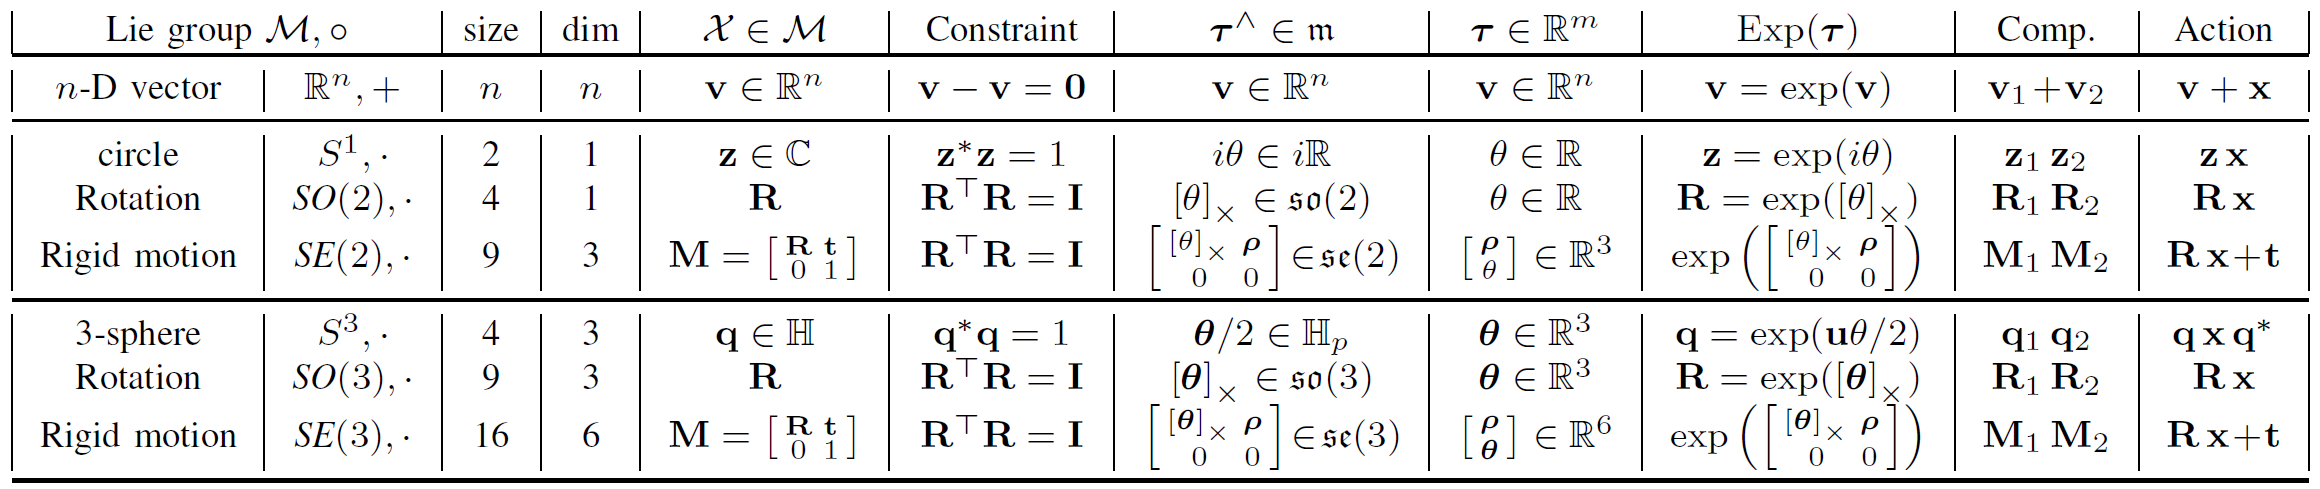 Lie group ℳ, ∘ | size | dim | 𝒳 ∈ ℳ | Constraint | τ^∧ ∈ 𝔪 | τ ∈ ℝ^m | Exp(τ) | Comp. | Action
n-D vector | ℝ^n, + | n | n | v ∈ ℝ^n | v − v = 0 | v ∈ ℝ^n | v ∈ ℝ^n | v = exp(v) | v₁+v₂ | v + x
circle | S¹, · | 2 | 1 | z ∈ ℂ | z*z = 1 | iθ ∈ iℝ | θ ∈ ℝ | z = exp(iθ) | z₁ z₂ | z x
Rotation | SO(2), · | 4 | 1 | R | R^⊤R = I | [θ]_× ∈ 𝔰𝔬(2) | θ ∈ ℝ | R = exp([θ]_×) | R₁ R₂ | R x
Rigid motion | SE(2), · | 9 | 3 | M = [R t; 0 1] | R^⊤R = I | [[θ]_× ρ; 0 0] ∈ 𝔰𝔢(2) | [ρ; θ] ∈ ℝ³ | exp([[θ]_× ρ; 0 0]) | M₁ M₂ | R x+t
3-sphere | S³, · | 4 | 3 | q ∈ ℍ | q*q = 1 | θ/2 ∈ ℍ_p | θ ∈ ℝ³ | q = exp(uθ/2) | q₁ q₂ | q x q*
Rotation | SO(3), · | 9 | 3 | R | R^⊤R = I | [θ]_× ∈ 𝔰𝔬(3) | θ ∈ ℝ³ | R = exp([θ]_×) | R₁ R₂ | R x
Rigid motion | SE(3), · | 16 | 6 | M = [R t; 0 1] | R^⊤R = I | [[θ]_× ρ; 0 0] ∈ 𝔰𝔢(3) | [ρ; θ] ∈ ℝ⁶ | exp([[θ]_× ρ; 0 0]) | M₁ M₂ | R x+t